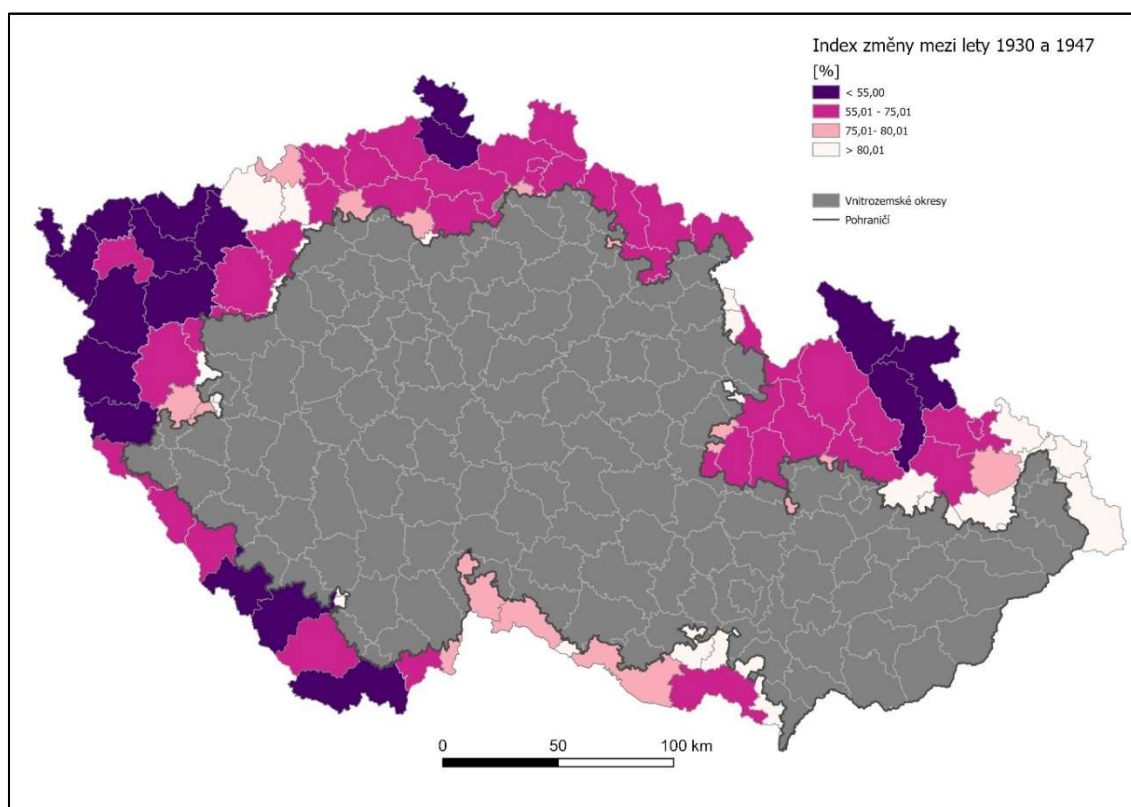 Index změny mezi lety 1930 a 1947
[%]
< 55,00
55,01 - 75,01
75,01- 80,01
> 80,01
Vnitrozemské okresy
Pohraničí
0 50 100 km